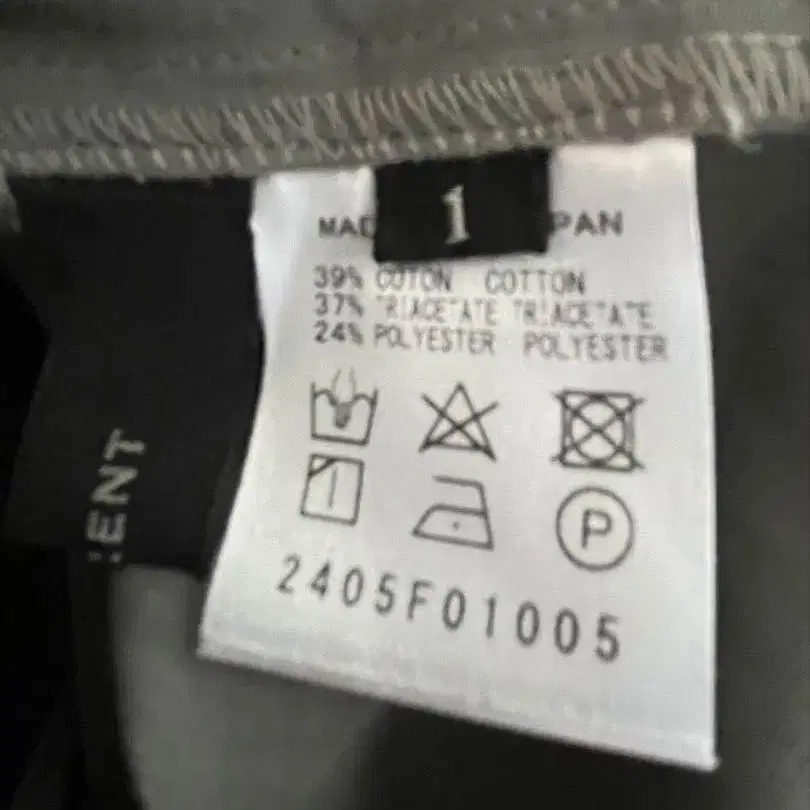 1
MAD PAN
39% COTON COTTON
37% TRIACETATE TRIACETATE
24% POLYESTER POLYESTER
P
2405F01005
ENT